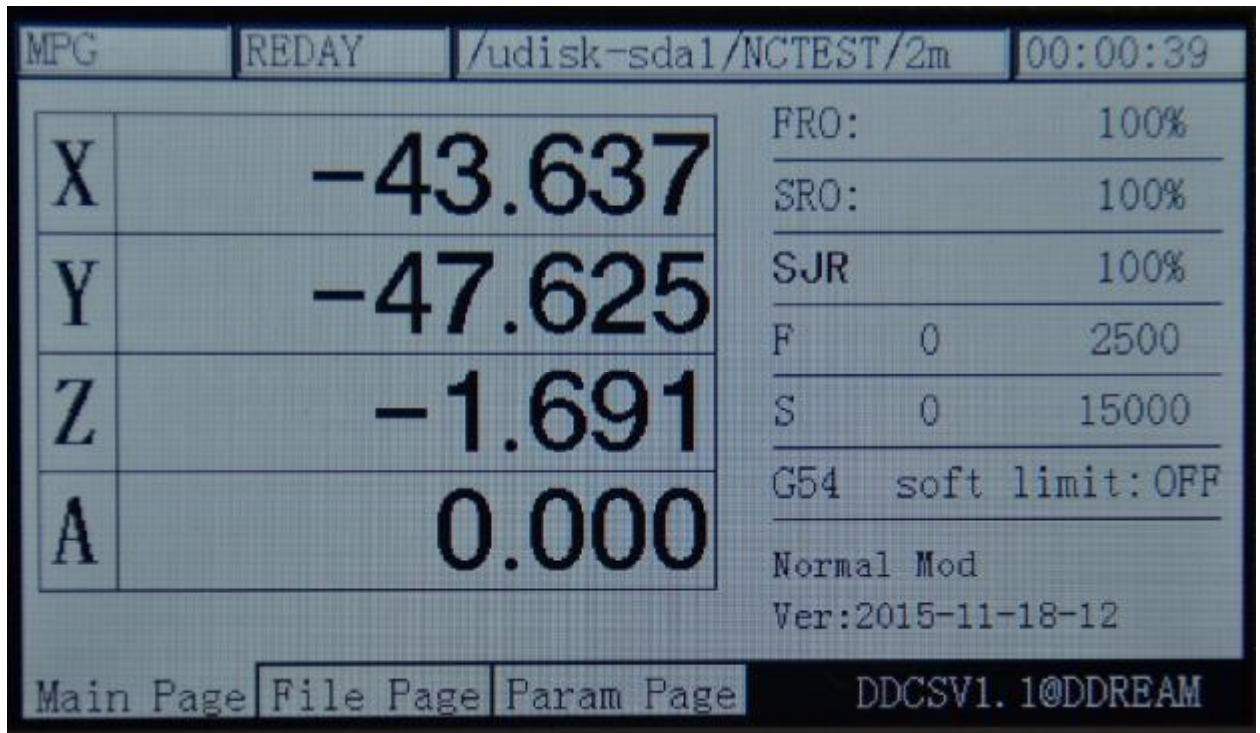 MPG REDAY /udisk-sda1/NCTEST/2m 00:00:39
X -43.637
Y -47.625
Z -1.691
A 0.000
FRO: 100%
SRO: 100%
SJR 100%
F 0 2500
S 0 15000
G54 soft limit:OFF
Normal Mod
Ver:2015-11-18-12
Main Page File Page Param Page DDCSV1.1@DDREAM